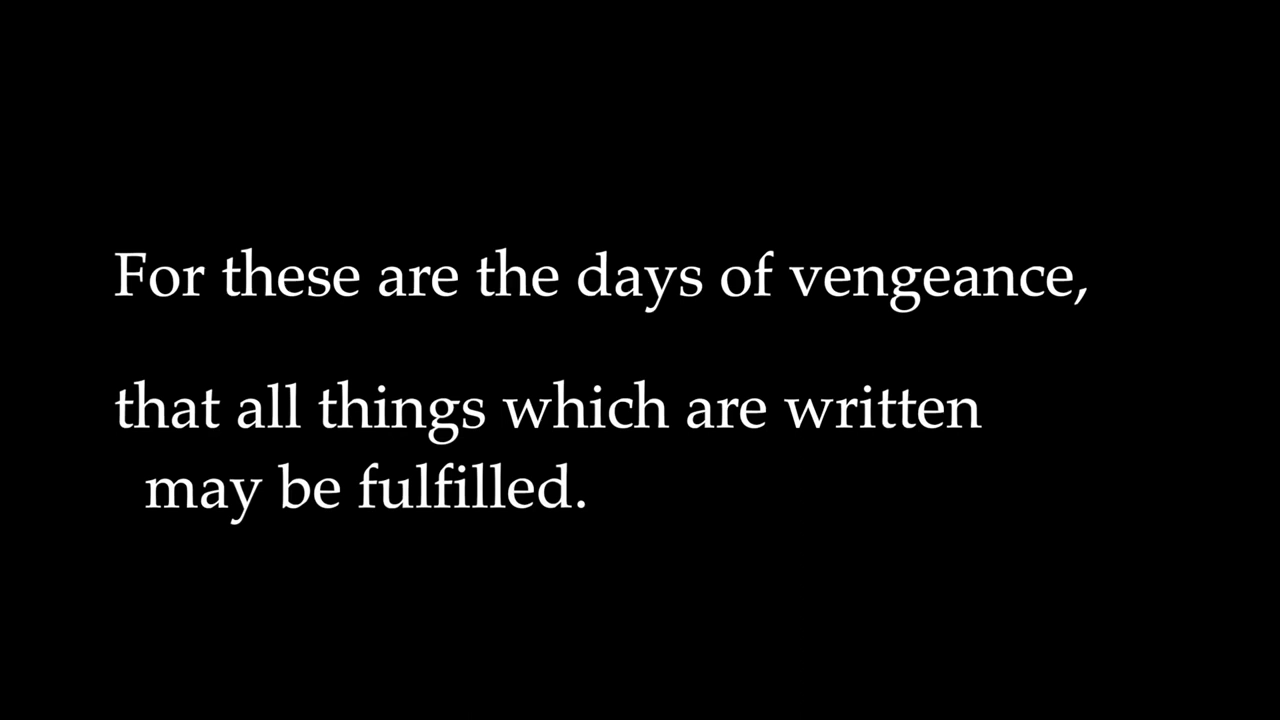 For these are the days of vengeance,
that all things which are written
may be fulfilled.